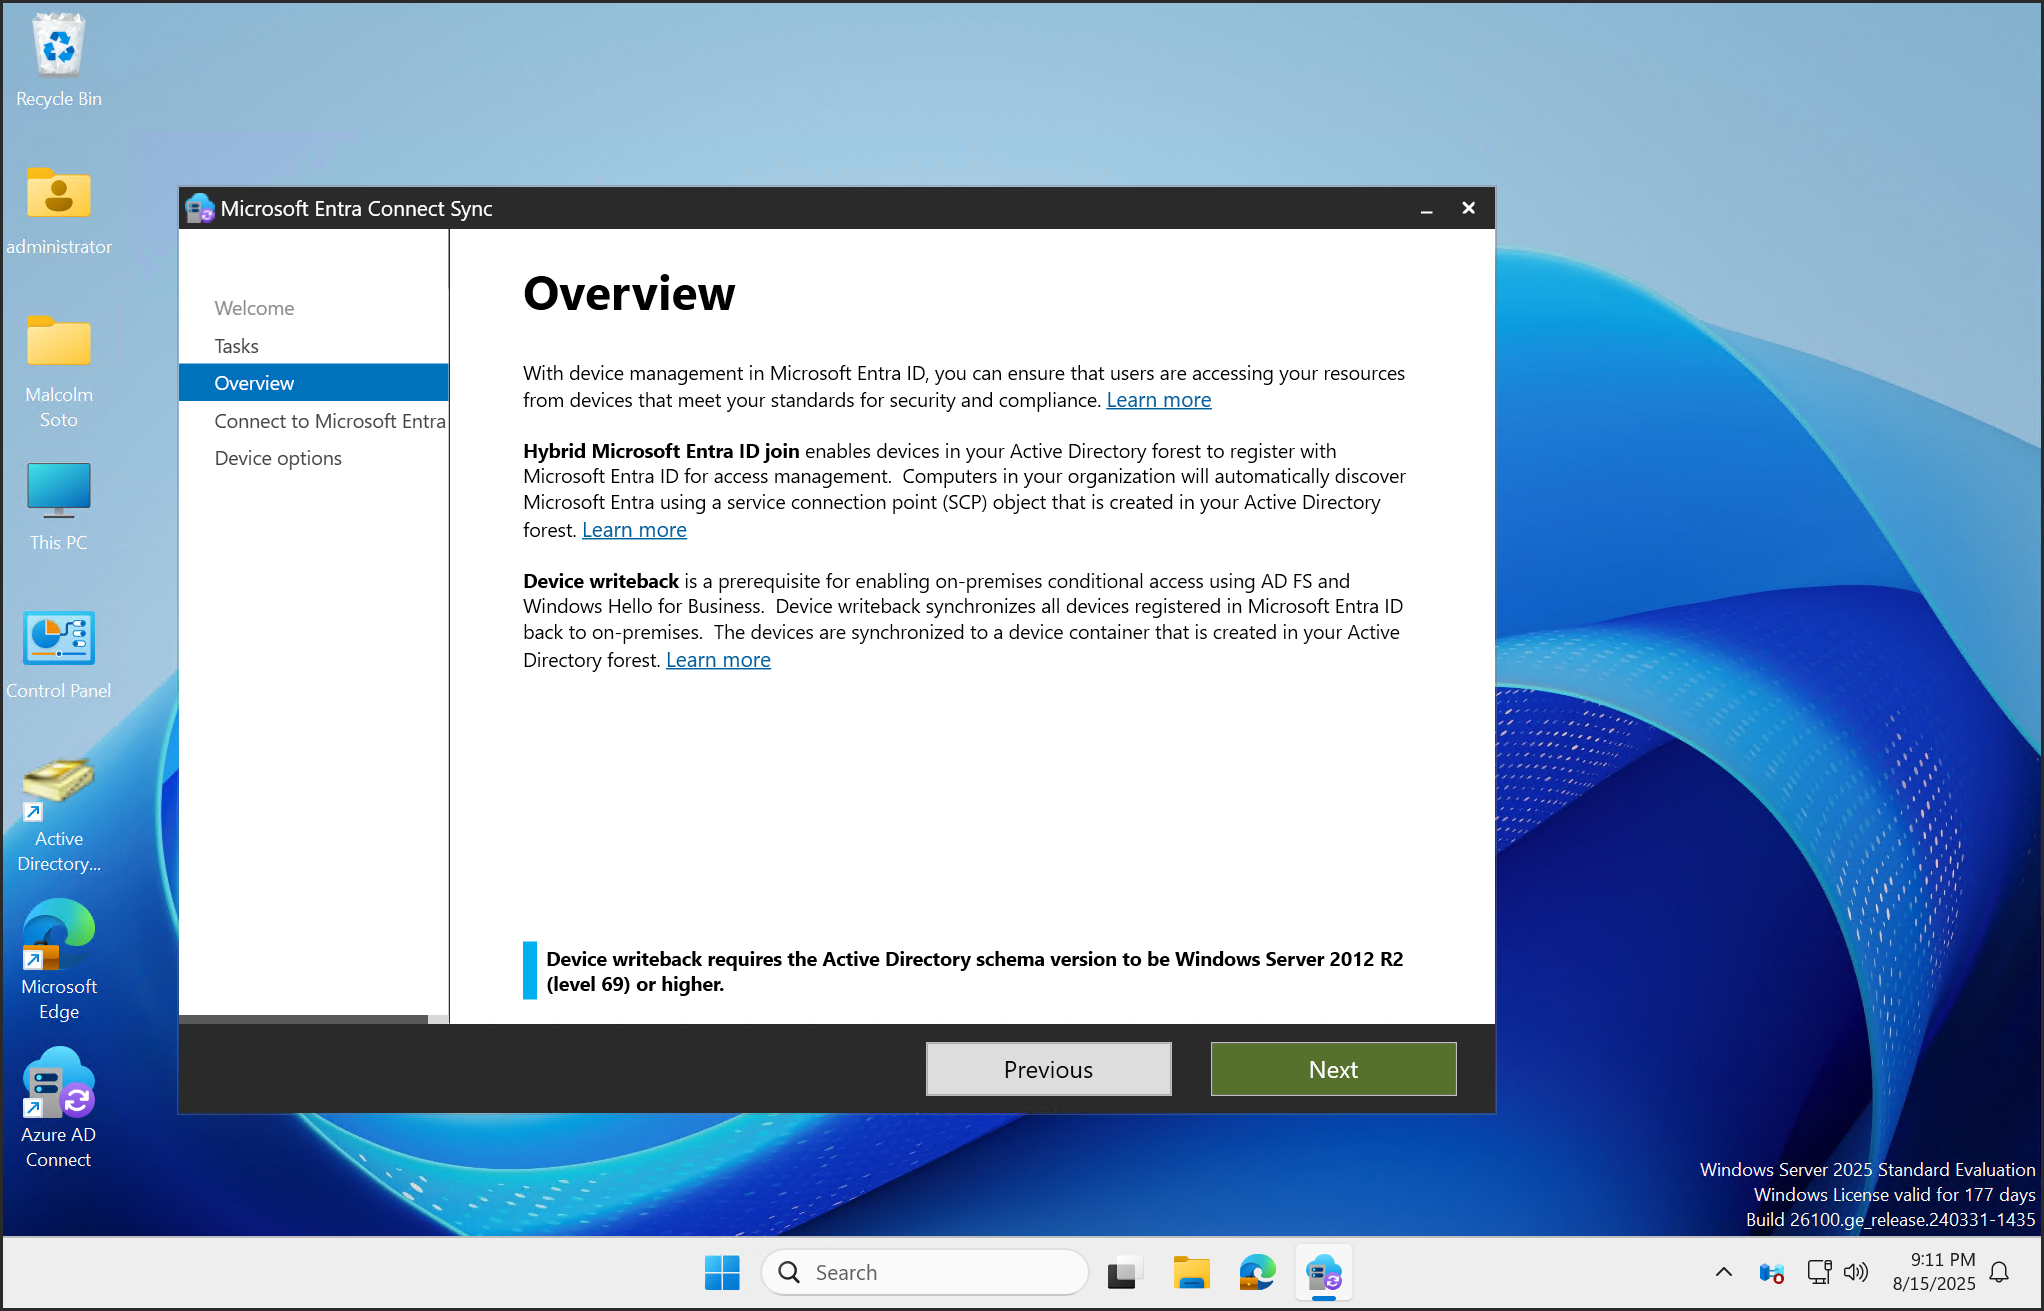 Recycle Bin
administrator
Malcolm
Soto
This PC
Control Panel
Active
Directory...
Microsoft
Edge
Azure AD
Connect
Microsoft Entra Connect Sync
Welcome
Tasks
Overview
Connect to Microsoft Entra
Device options
Overview
With device management in Microsoft Entra ID, you can ensure that users are accessing your resources
from devices that meet your standards for security and compliance. Learn more
Hybrid Microsoft Entra ID join enables devices in your Active Directory forest to register with
Microsoft Entra ID for access management.  Computers in your organization will automatically discover
Microsoft Entra using a service connection point (SCP) object that is created in your Active Directory
forest. Learn more
Device writeback is a prerequisite for enabling on-premises conditional access using AD FS and
Windows Hello for Business.  Device writeback synchronizes all devices registered in Microsoft Entra ID
back to on-premises.  The devices are synchronized to a device container that is created in your Active
Directory forest. Learn more
Device writeback requires the Active Directory schema version to be Windows Server 2012 R2
(level 69) or higher.
Previous
Next
Windows Server 2025 Standard Evaluation
Windows License valid for 177 days
Build 26100.ge_release.240331-1435
Search
9:11 PM
8/15/2025